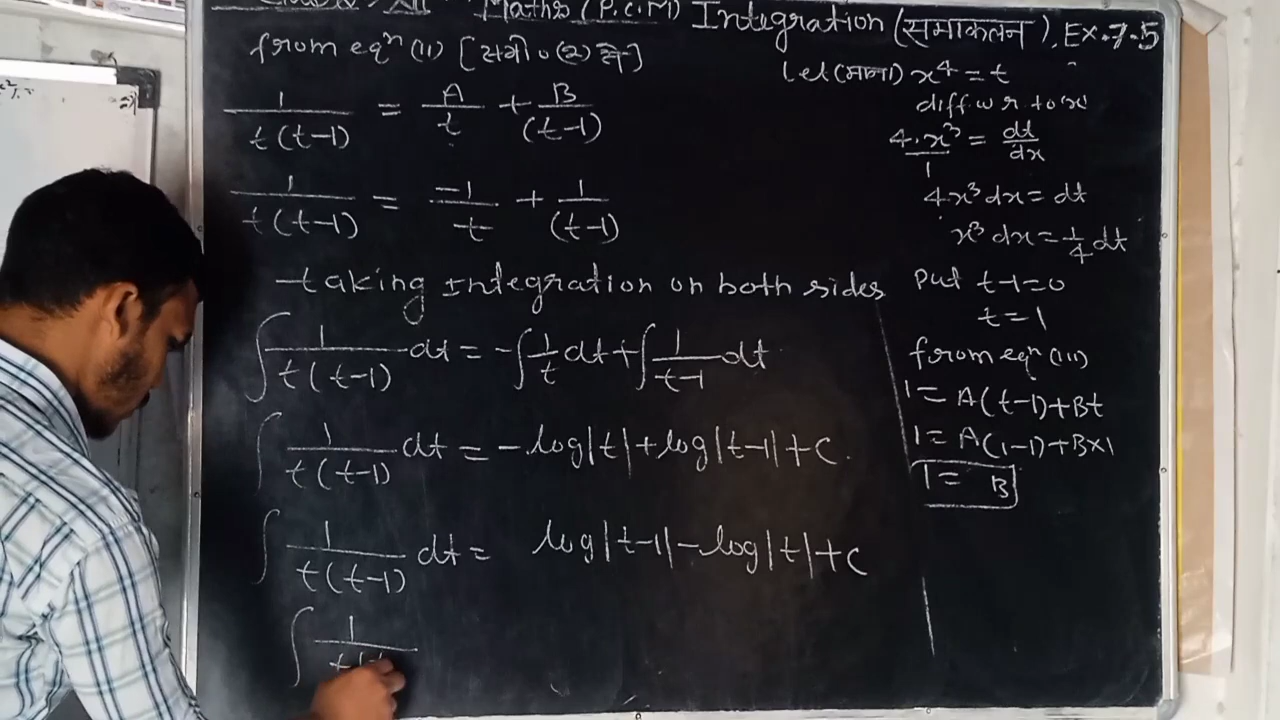 Maths (P.C.M) Integration (समाकलन), Ex.7.5
from eqⁿ (ii) [समी० (2) से]
1/t(t-1) = A/t + B/(t-1)
1/t(t-1) = -1/t + 1/(t-1)
taking Integration on both sides
∫ 1/t(t-1) dt = -∫ 1/t dt + ∫ 1/t-1 dt
∫ 1/t(t-1) dt = -log|t| + log|t-1| + C.
∫ 1/t(t-1) dt = log|t-1| - log|t| + C
∫ 1/t(t
Let (माना) x⁴ = t
diff w r. to x
4.x³/1 = dt/dx
4x³ dx = dt
x³ dx = 1/4 dt
put t-1=0
t=1
from eqⁿ (iii)
1 = A(t-1)+Bt
1 = A(1-1)+B×1
1 = B